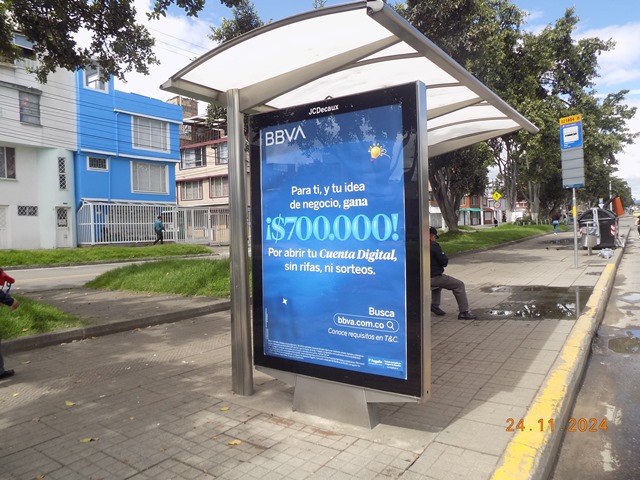 JCDecaux
BBVA
Para ti, y tu idea
de negocio, gana
¡$700.000!
Por abrir tu Cuenta Digital,
sin rifas, ni sorteos.
Busca
bbva.com.co
Conoce requisitos en T&C.
24.11.2024